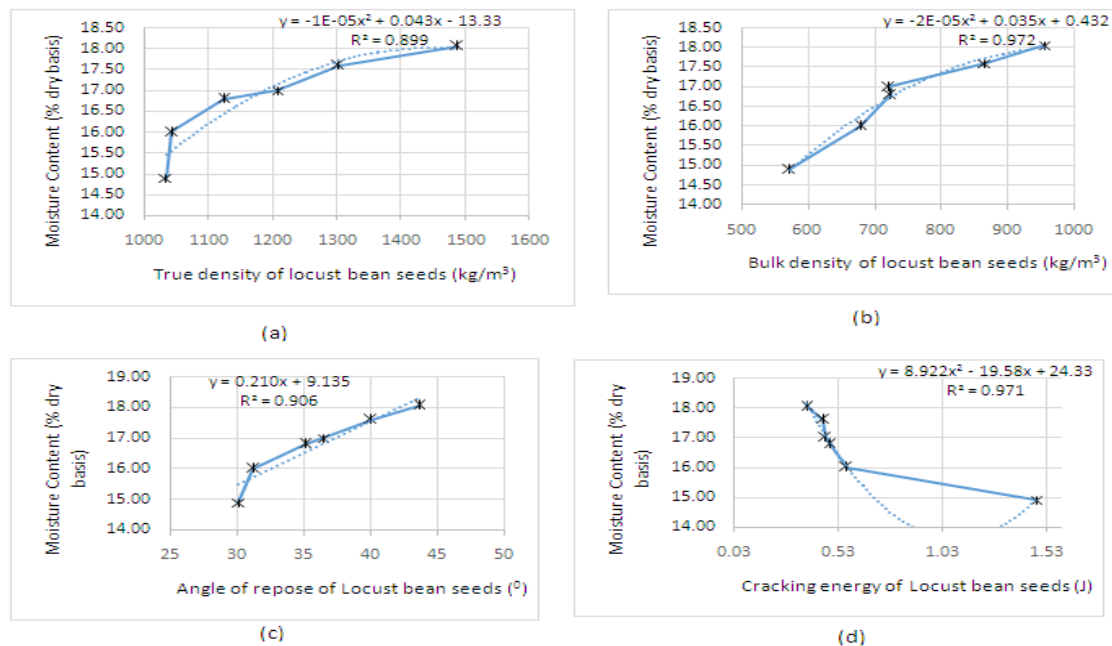 y = -1E-05x² + 0.043x - 13.33
R² = 0.899
18.50
18.00
17.50
17.00
16.50
16.00
15.50
15.00
14.50
14.00
Moisture Content (% dry basis)
1000 1100 1200 1300 1400 1500 1600
True density of locust bean seeds (kg/m³)
(a)
y = -2E-05x² + 0.035x + 0.432
R² = 0.972
18.50
18.00
17.50
17.00
16.50
16.00
15.50
15.00
14.50
14.00
Moisture Content (% dry basis)
500 600 700 800 900 1000
Bulk density of locust bean seeds (kg/m³)
(b)
y = 0.210x + 9.135
R² = 0.906
19.00
18.00
17.00
16.00
15.00
14.00
Moisture Content (% dry
basis)
25 30 35 40 45 50
Angle of repose of Locust bean seeds (⁰)
(c)
y = 8.922x² - 19.58x + 24.33
R² = 0.971
19.00
18.00
17.00
16.00
15.00
14.00
Moisture Content (% dry
basis)
0.03 0.53 1.03 1.53
Cracking energy of Locust bean seeds (J)
(d)